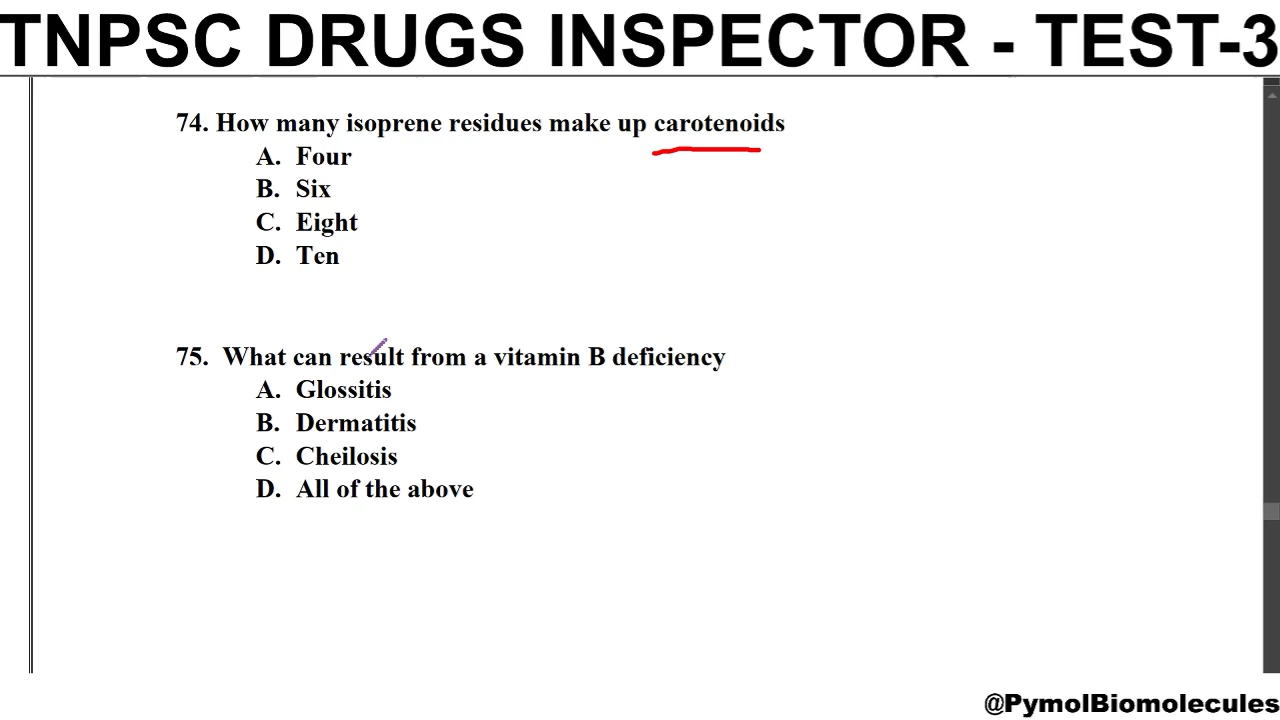 TNPSC DRUGS INSPECTOR - TEST-3
74. How many isoprene residues make up carotenoids
A. Four
B. Six
C. Eight
D. Ten
75. What can result from a vitamin B deficiency
A. Glossitis
B. Dermatitis
C. Cheilosis
D. All of the above
@PymolBiomolecules